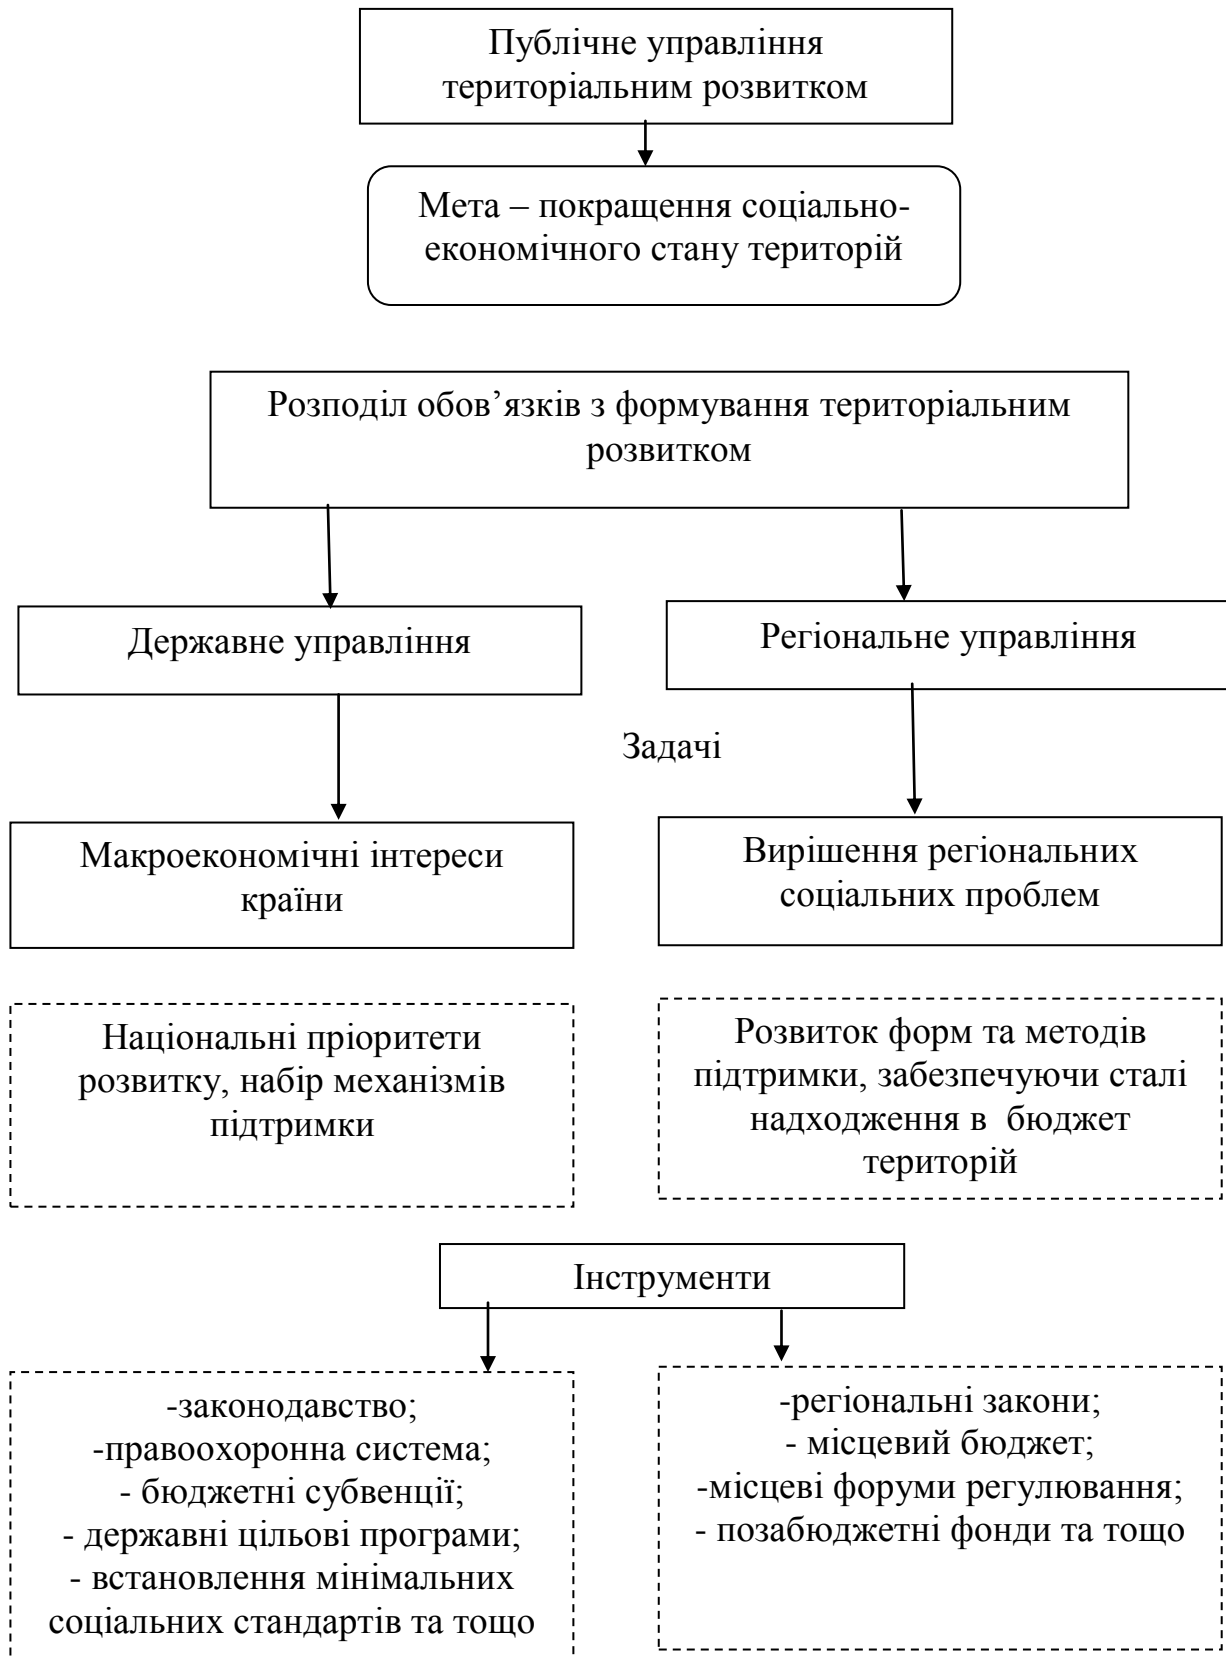 Публічне управління
територіальним розвитком
Мета – покращення соціально-
економічного стану територій
Розподіл обов’язків з формування територіальним
розвитком
Державне управління
Регіональне управління
Задачі
Макроекономічні інтереси
країни
Вирішення регіональних
соціальних проблем
Національні пріоритети
розвитку, набір механізмів
підтримки
Розвиток форм та методів
підтримки, забезпечуючи сталі
надходження в бюджет
територій
Інструменти
-законодавство;
-правоохоронна система;
- бюджетні субвенції;
- державні цільові програми;
- встановлення мінімальних
соціальних стандартів та тощо
-регіональні закони;
- місцевий бюджет;
-місцеві форуми регулювання;
- позабюджетні фонди та тощо